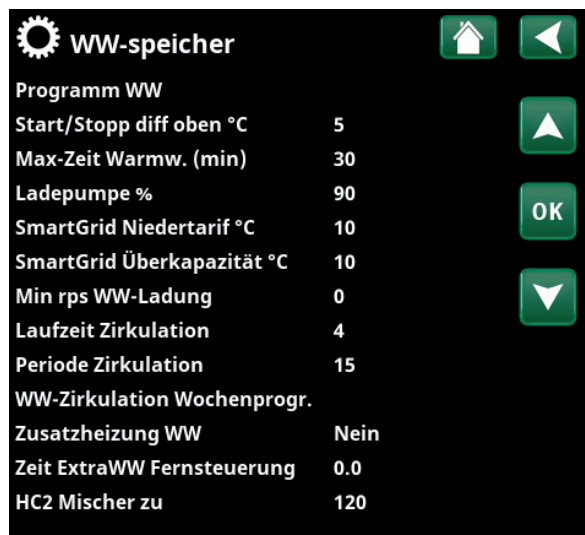 WW-speicher
Programm WW
Start/Stopp diff oben °C 5
Max-Zeit Warmw. (min) 30
Ladepumpe % 90
OK
SmartGrid Niedertarif °C 10
SmartGrid Überkapazität °C 10
Min rps WW-Ladung 0
Laufzeit Zirkulation 4
Periode Zirkulation 15
WW-Zirkulation Wochenprogr.
Zusatzheizung WW Nein
Zeit ExtraWW Fernsteuerung 0.0
HC2 Mischer zu 120